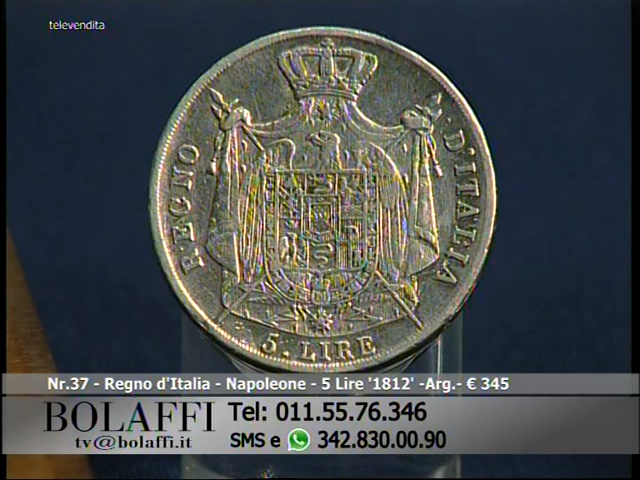 televendita
REGNO D'ITALIA
5. LIRE
Nr.37 - Regno d'Italia - Napoleone - 5 Lire '1812' -Arg.- € 345
BOLAFFI Tel: 011.55.76.346
tv@bolaffi.it SMS e 342.830.00.90